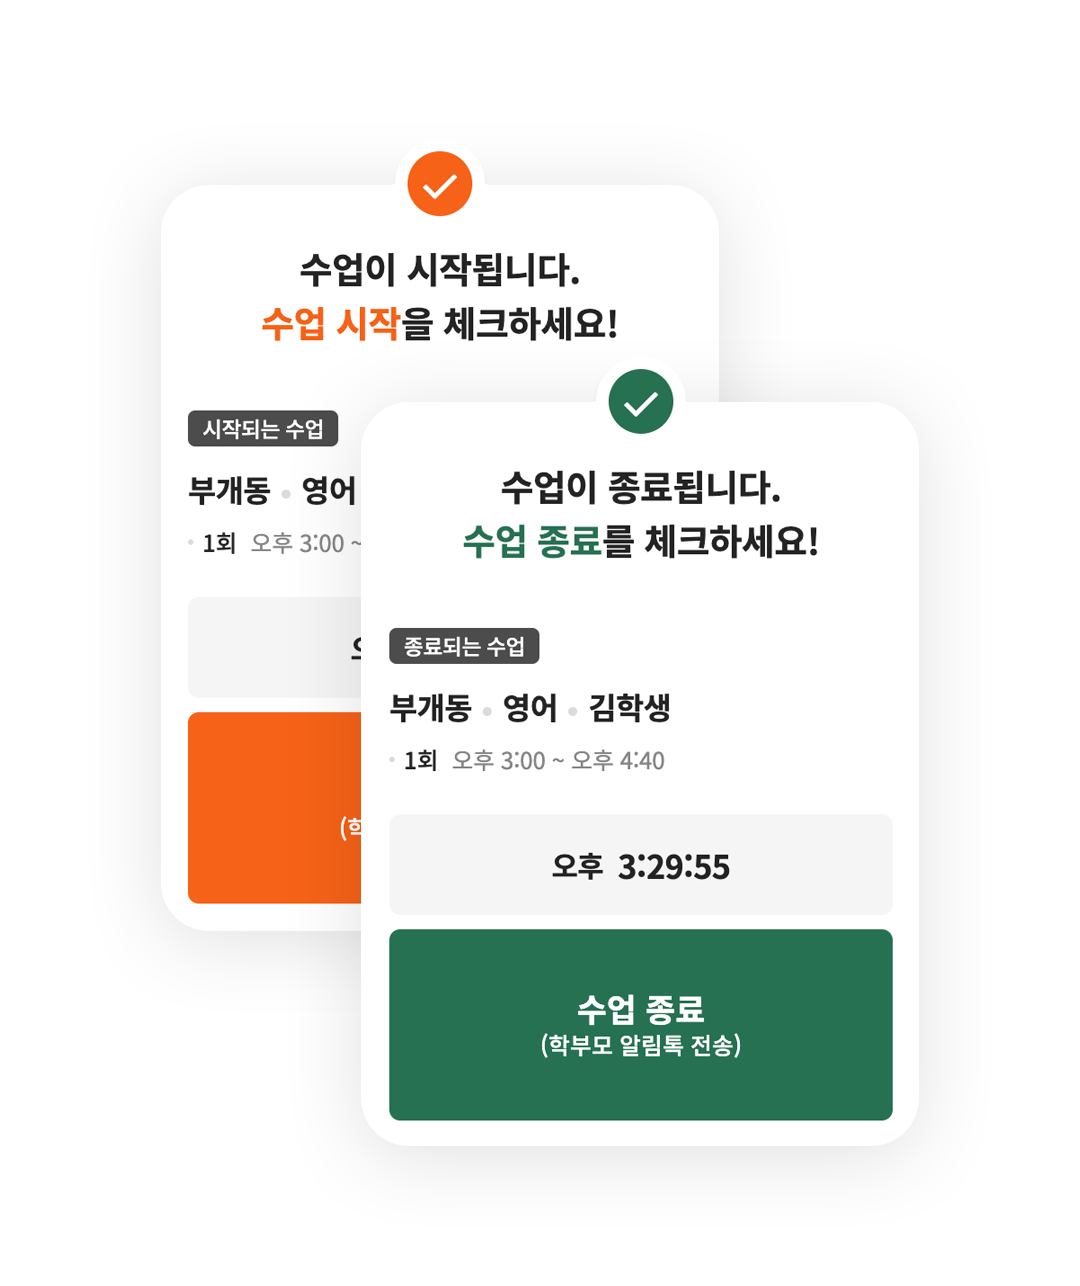 수업이 시작됩니다.
수업 시작을 체크하세요!
시작되는 수업
부개동 영어
1회 오후 3:00 ~
수업이 종료됩니다.
수업 종료를 체크하세요!
종료되는 수업
부개동 영어 김학생
1회 오후 3:00 ~ 오후 4:40
오후 3:29:55
수업 종료
(학부모 알림톡 전송)